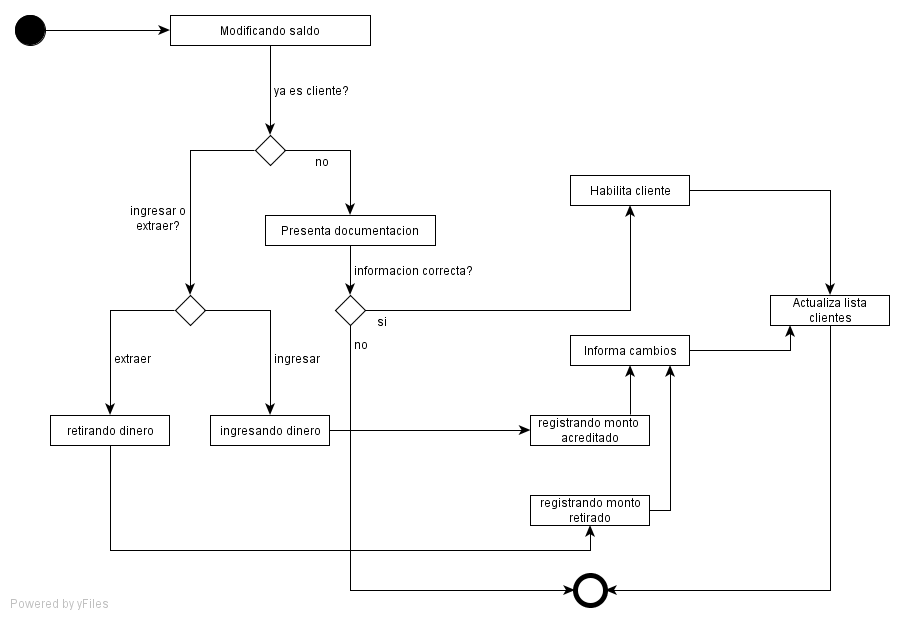 Modificando saldo
ya es cliente?
no
ingresar o
extraer?
Presenta documentacion
informacion correcta?
Habilita cliente
si
no
Actualiza lista
clientes
Informa cambios
extraer
ingresar
retirando dinero
ingresando dinero
registrando monto
acreditado
registrando monto
retirado
Powered by yFiles